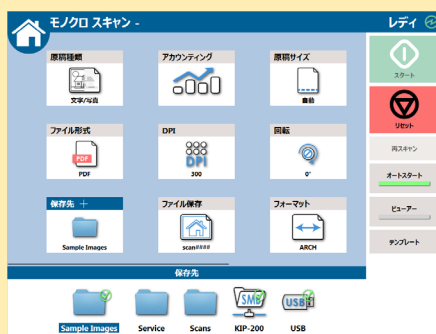 モノクロ スキャン -
レディ
原稿種類
アカウンティング
原稿サイズ
スタート
文字/写真
自動
リセット
ファイル形式
DPI
回転
再スキャン
PDF
DPI
PDF
300
0°
オートスタート
保存先 +
ファイル保存
フォーマット
ビューアー
Sample Images
scan####
ARCH
テンプレート
保存先
SMB
USB
Sample Images
Service
Scans
KIP-200
USB